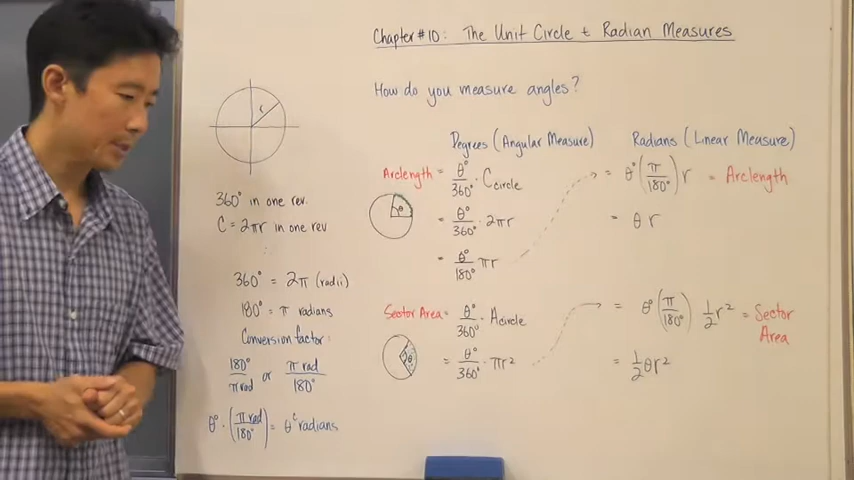 Chapter #10: The Unit Circle & Radian Measures
How do you measure angles?
r
360° in one rev.
C = 2πr in one rev
360° = 2π (radii)
180° = π radians
Conversion factor:
180°/π rad or π rad/180°
θ° · (π rad/180°) = θᶜ radians
Degrees (Angular Measure)
Arclength = θ°/360° · C circle
θ
= θ°/360° · 2πr
= θ°/180° πr
Sector Area = θ°/360° · A circle
θ
= θ°/360° · πr²
Radians (Linear Measure)
= θ° (π/180°) r = Arclength
= θ r
= θ° (π/180°) 1/2 r² = Sector
Area
= 1/2 θr²